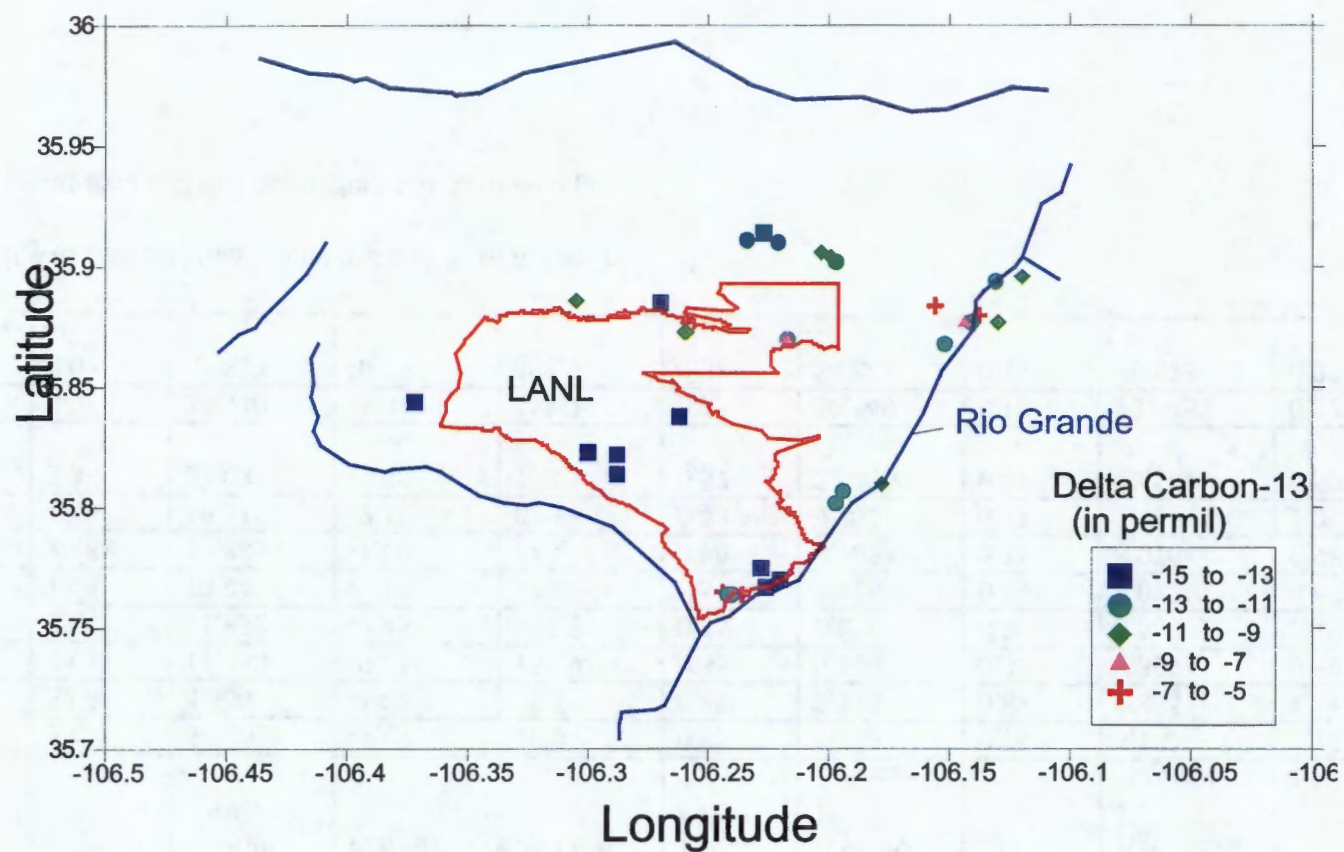 36
35.95
35.9
35.85
35.8
35.75
35.7
Latitude
LANL
Rio Grande
Delta Carbon-13
(in permil)
-15 to -13
-13 to -11
-11 to -9
-9 to -7
-7 to -5
-106.5 -106.45 -106.4 -106.35 -106.3 -106.25 -106.2 -106.15 -106.1 -106.05 -106
Longitude